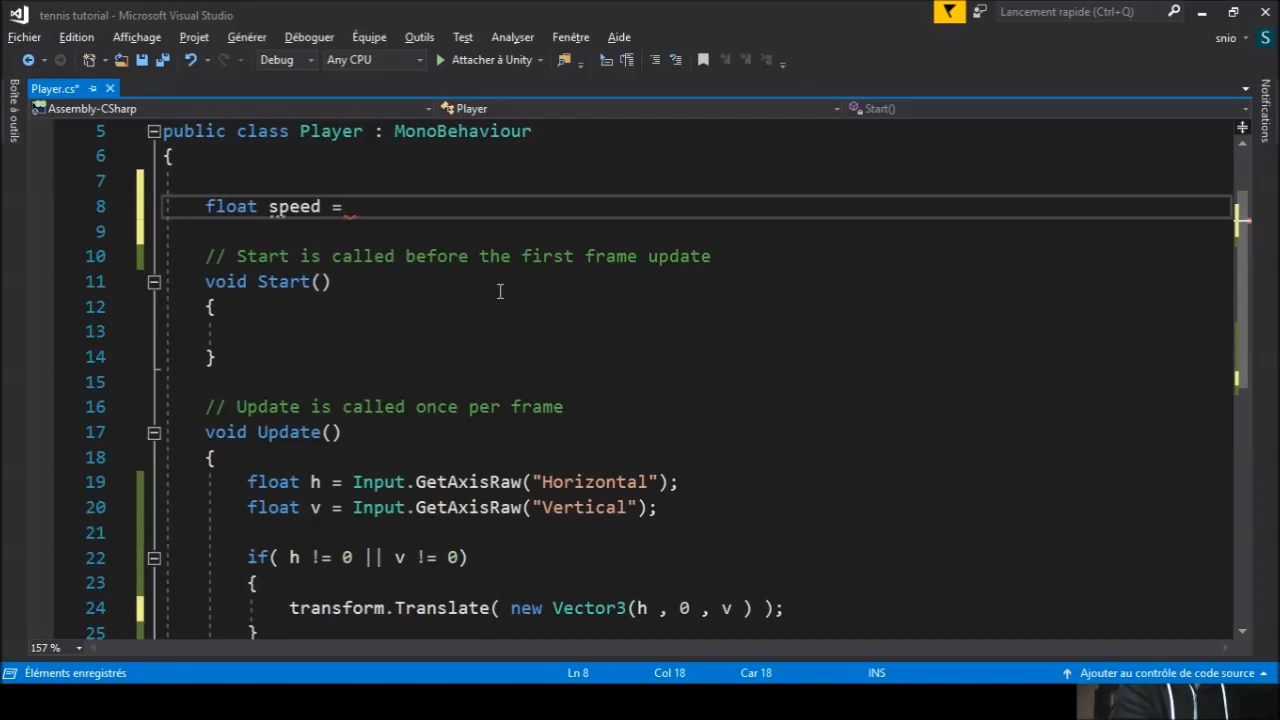 tennis tutorial - Microsoft Visual Studio
Lancement rapide (Ctrl+Q)
Fichier Edition Affichage Projet Générer Déboguer Équipe Outils Test Analyser Fenêtre Aide
snio S
Debug Any CPU Attacher à Unity
Boîte à outils
Player.cs*
Notifications
Assembly-CSharp Player Start()
5 public class Player : MonoBehaviour
6 {
7
8 float speed =
9
10 // Start is called before the first frame update
11 void Start()
12 {
13
14 }
15
16 // Update is called once per frame
17 void Update()
18 {
19 float h = Input.GetAxisRaw("Horizontal");
20 float v = Input.GetAxisRaw("Vertical");
21
22 if( h != 0 || v != 0)
23 {
24 transform.Translate( new Vector3(h , 0 , v ) );
25 }
157 %
Éléments enregistrés Ln 8 Col 18 Car 18 INS Ajouter au contrôle de code source